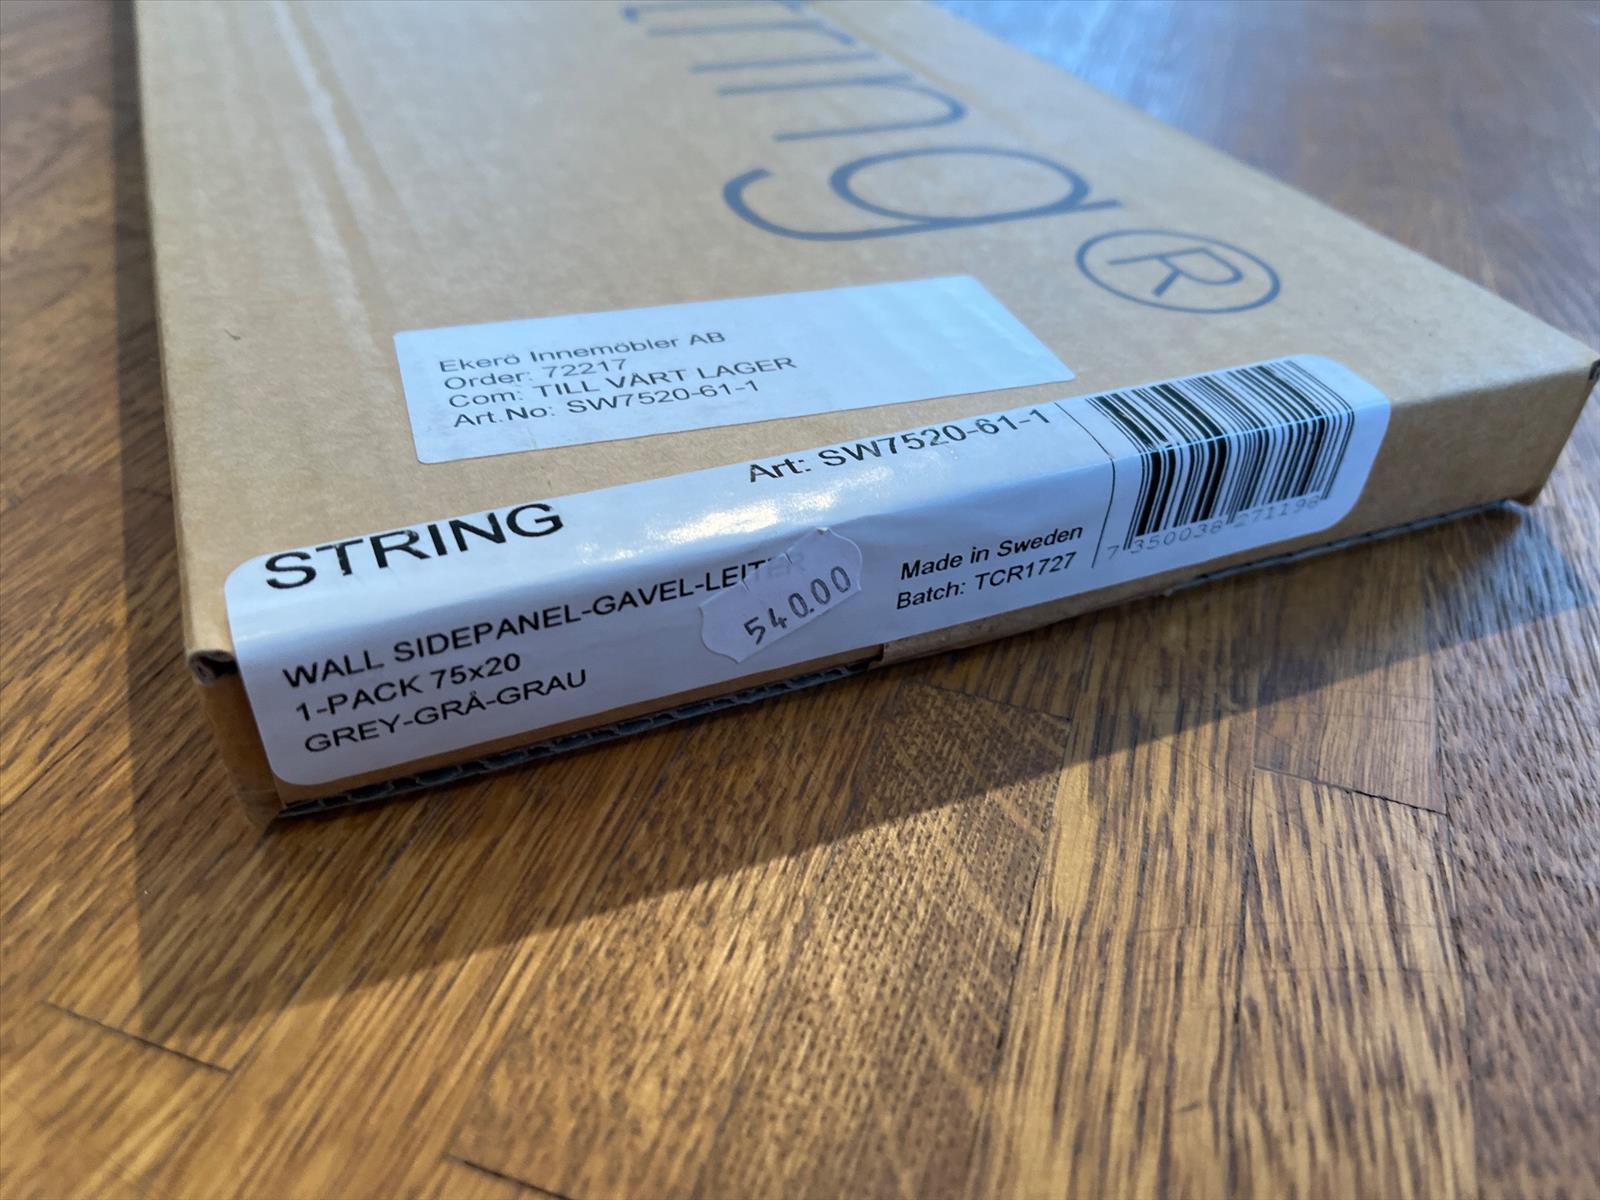 tring®
Ekerö Innemöbler AB
Order: 72217
Com: TILL VÅRT LAGER
Art.No: SW7520-61-1
STRING
Art: SW7520-61-1
WALL SIDEPANEL-GAVEL-LEITER
1-PACK 75x20
GREY-GRÅ-GRAU
540.00
Made in Sweden
Batch: TCR1727
7 350038 271198